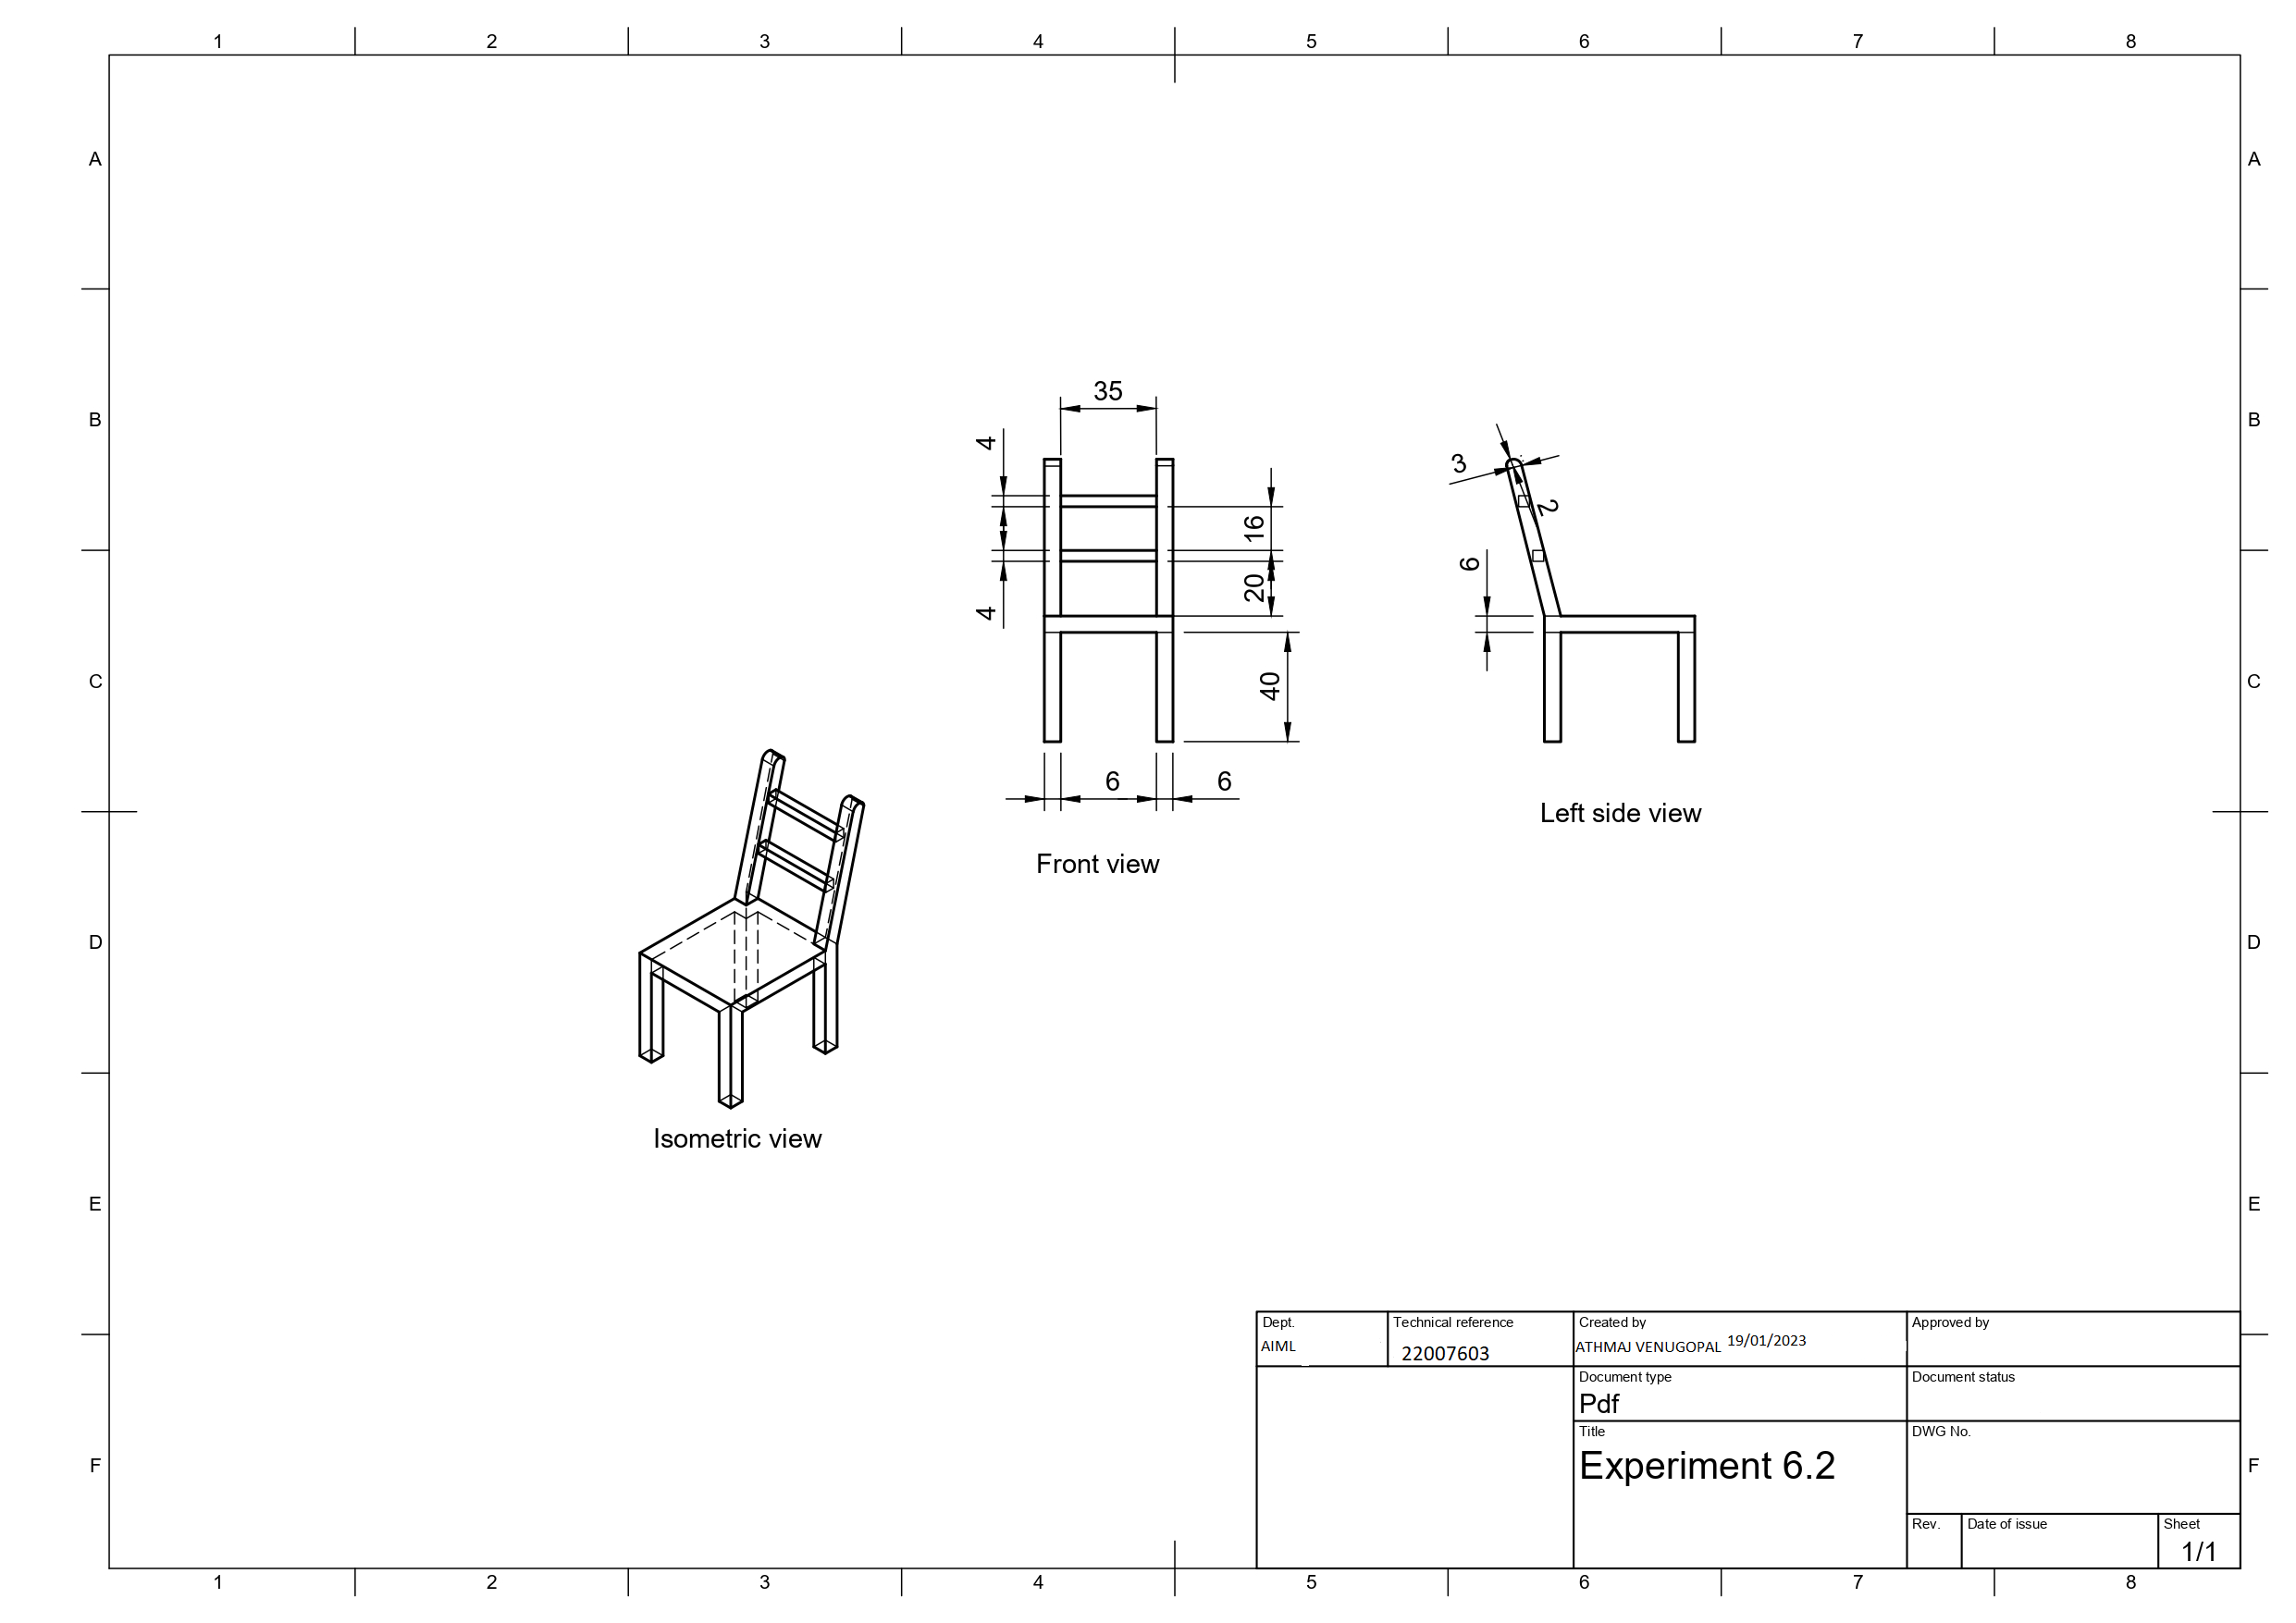 1 2 3 4 5 6 7 8
A A
35
B 4 3 B
2
16
6
20
4
C 40 C
6 6
Left side view
Front view
D D
Isometric view
E E
Dept. Technical reference Created by Approved by
AIML 22007603 ATHMAJ VENUGOPAL 19/01/2023
Document type Document status
Pdf
Title DWG No.
F Experiment 6.2 F
Rev. Date of issue Sheet
1/1
1 2 3 4 5 6 7 8